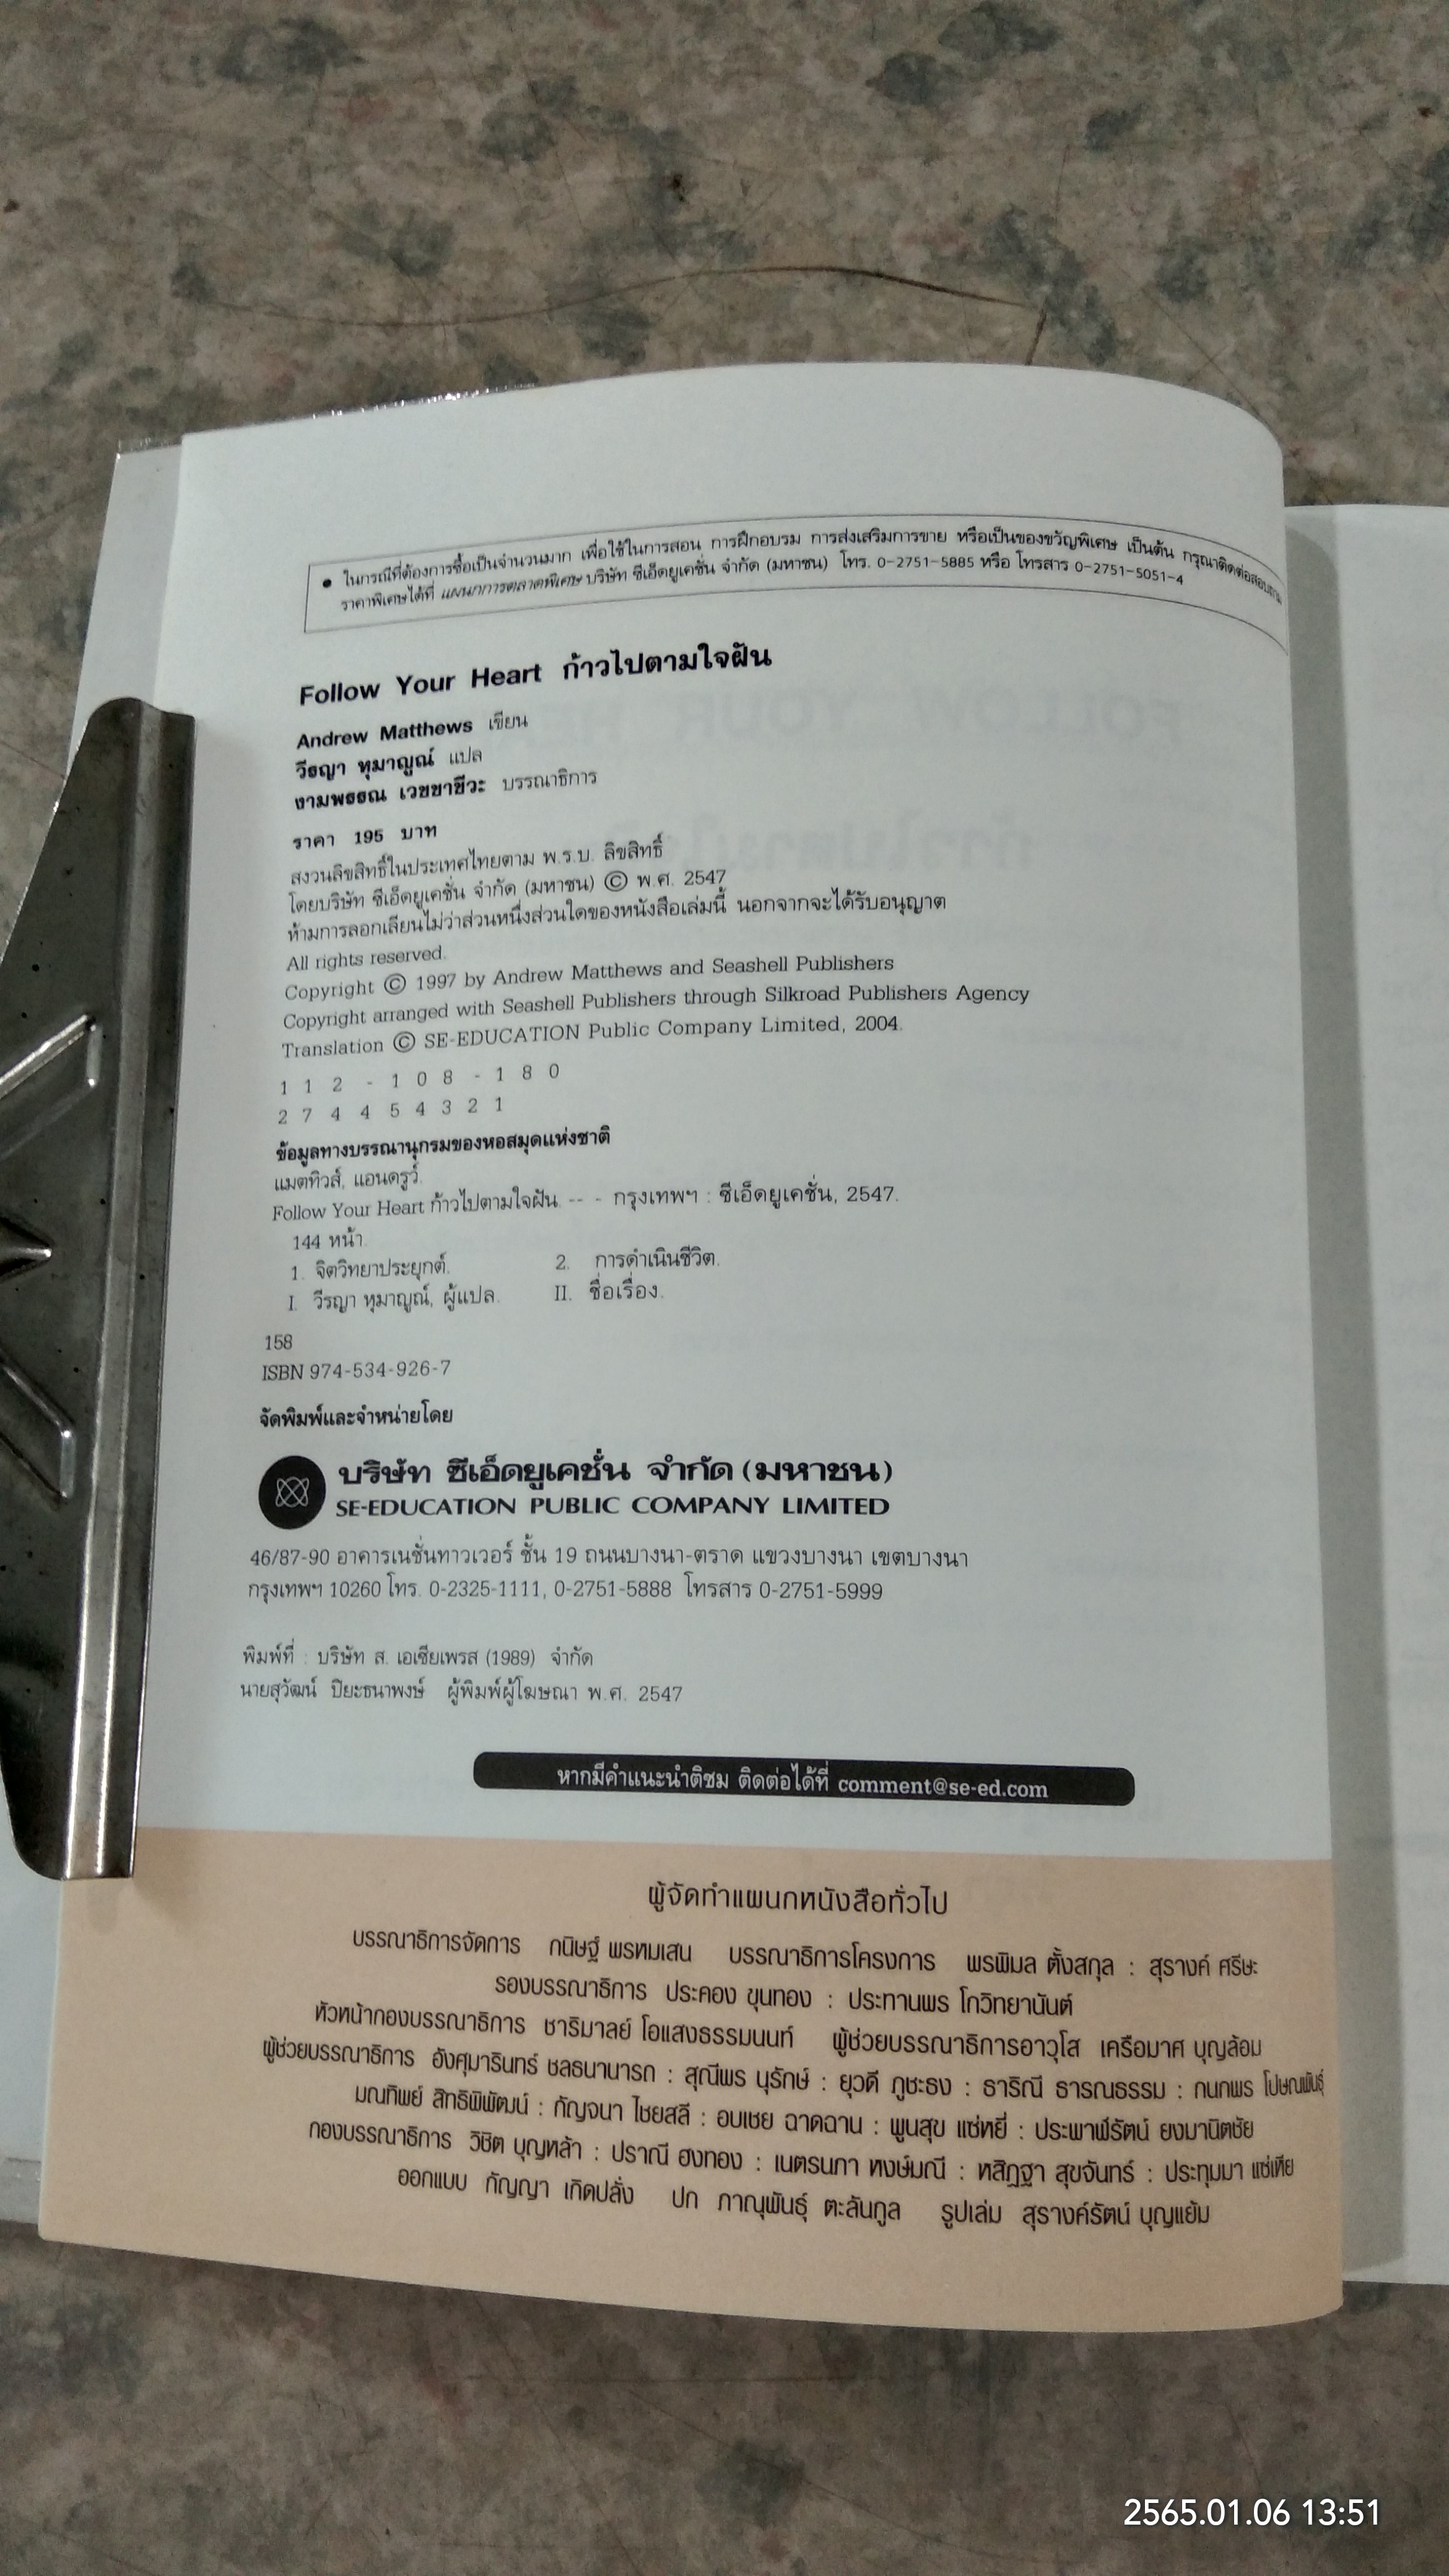 • ในกรณีที่ต้องการซื้อเป็นจำนวนมาก เพื่อใช้ในการสอน การฝึกอบรม การส่งเสริมการขาย หรือเป็นของขวัญพิเศษ เป็นต้น กรุณาติดต่อสอบถาม
ราคาพิเศษได้ที่ แผนกการตลาดพิเศษ บริษัท ซีเอ็ดยูเคชั่น จำกัด (มหาชน) โทร. 0-2751-5885 หรือ โทรสาร 0-2751-5051-4
Follow Your Heart ก้าวไปตามใจฝัน
Andrew Matthews เขียน
วีรญา หุมาญณ์ แปล
งามพรรณ เวชชาชีวะ บรรณาธิการ
ราคา 195 บาท
สงวนลิขสิทธิ์ในประเทศไทยตาม พ.ร.บ. ลิขสิทธิ์
โดยบริษัท ซีเอ็ดยูเคชั่น จำกัด (มหาชน) © พ.ศ. 2547
ห้ามการลอกเลียนไม่ว่าส่วนหนึ่งส่วนใดของหนังสือเล่มนี้ นอกจากจะได้รับอนุญาต
All rights reserved.
Copyright © 1997 by Andrew Matthews and Seashell Publishers
Copyright arranged with Seashell Publishers through Silkroad Publishers Agency
Translation © SE-EDUCATION Public Company Limited, 2004.
1 1 2 - 1 0 8 - 1 8 0
2 7 4 4 5 4 3 2 1
ข้อมูลทางบรรณานุกรมของหอสมุดแห่งชาติ
แมตทิวส์, แอนดรูว์.
Follow Your Heart ก้าวไปตามใจฝัน. -- - กรุงเทพฯ : ซีเอ็ดยูเคชั่น, 2547.
144 หน้า.
1. จิตวิทยาประยุกต์. 2. การดำเนินชีวิต.
I. วีรญา หุมาญณ์, ผู้แปล. II. ชื่อเรื่อง.
158
ISBN 974-534-926-7
จัดพิมพ์และจำหน่ายโดย
บริษัท ซีเอ็ดยูเคชั่น จำกัด (มหาชน)
SE-EDUCATION PUBLIC COMPANY LIMITED
46/87-90 อาคารเนชั่นทาวเวอร์ ชั้น 19 ถนนบางนา-ตราด แขวงบางนา เขตบางนา
กรุงเทพฯ 10260 โทร. 0-2325-1111, 0-2751-5888 โทรสาร 0-2751-5999
พิมพ์ที่ : บริษัท ส. เอเซียเพรส (1989) จำกัด
นายสุวัฒน์ ปิยะธนาพงษ์ ผู้พิมพ์ผู้โฆษณา พ.ศ. 2547
หากมีคำแนะนำติชม ติดต่อได้ที่ comment@se-ed.com
ผู้จัดทำแผนกหนังสือทั่วไป
บรรณาธิการจัดการ กนิษฐ์ พรหมเสน บรรณาธิการโครงการ พรพิมล ตั้งสกุล : สุรางค์ ศรีษะ
รองบรรณาธิการ ประคอง ขุนทอง : ประทานพร โกวิทยานันต์
หัวหน้ากองบรรณาธิการ ชาริมาลย์ โอแสงธรรมนนท์ ผู้ช่วยบรรณาธิการอาวุโส เครือมาศ บุญล้อม
ผู้ช่วยบรรณาธิการ อังศุมารินทร์ ชลธนานารถ : สุณีพร นุรักษ์ : ยุวดี ภูชะธง : ธาริณี ธารณธรรม : กนกพร โปษณพันธุ์
มณทิพย์ สิทธิพิพัฒน์ : กัญจนา ไชยสลี : อบเชย ฉาดฉาน : พูนสุข แซ่หยี่ : ประพาฬรัตน์ ยงมานิตชัย
กองบรรณาธิการ วิชิต บุญหล้า : ปราณี ฮงทอง : เนตรนภา หงษ์มณี : หสิฏฐา สุขจันทร์ : ประทุมมา แซ่เหีย
ออกแบบ กัญญา เกิดปลั่ง ปก ภาณุพันธุ์ ตะลันกูล รูปเล่ม สุรางค์รัตน์ บุญแย้ม
2565.01.06 13:51